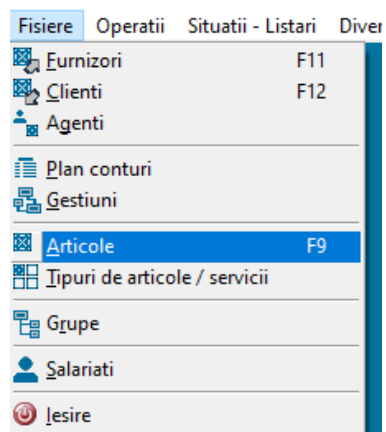 Fisiere Operatii Situatii - Listari Diver
Furnizori F11
Clienti F12
Agenti
Plan conturi
Gestiuni
Articole F9
Tipuri de articole / servicii
Grupe
Salariati
Iesire